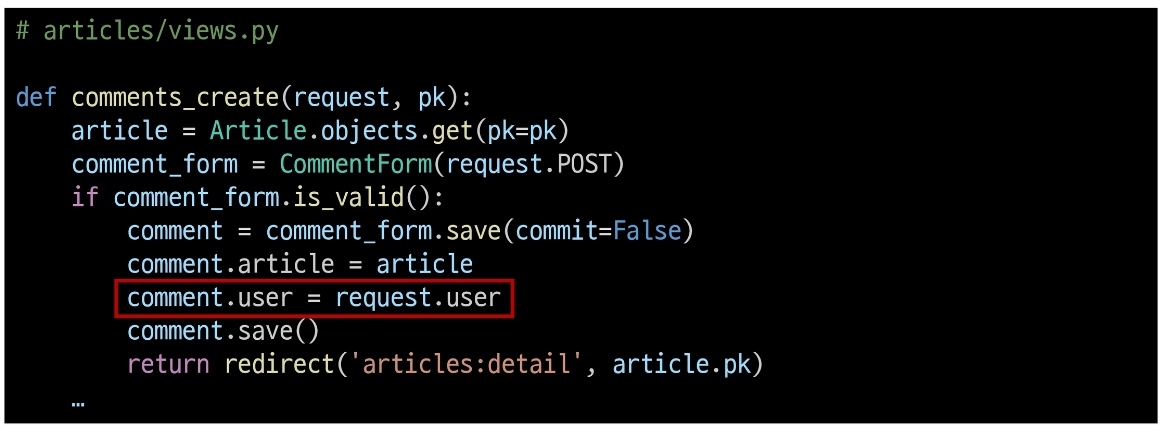 # articles/views.py
def comments_create(request, pk):
    article = Article.objects.get(pk=pk)
    comment_form = CommentForm(request.POST)
    if comment_form.is_valid():
        comment = comment_form.save(commit=False)
        comment.article = article
        comment.user = request.user
        comment.save()
        return redirect('articles:detail', article.pk)
    …